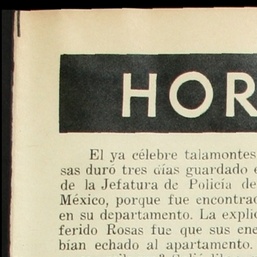 HOR
El ya célebre talamontes
sas duró tres días guardado e
de la Jefatura de Policía de
México, porque fue encontrad
en su departamento. La explic
ferido Rosas fue que sus ene
bían echado al apartamento.